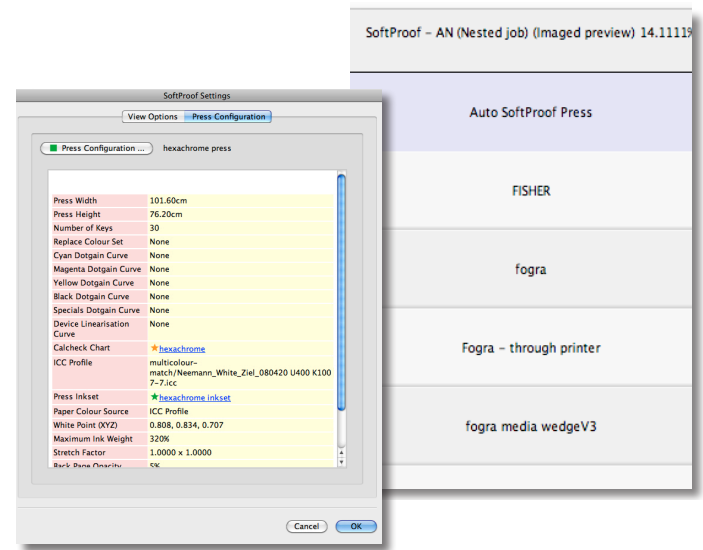 SoftProof – AN (Nested job) (Imaged preview) 14.1111%
Auto SoftProof Press
FISHER
fogra
Fogra – through printer
fogra media wedgeV3
SoftProof Settings
View Options Press Configuration
Press Configuration ... hexachrome press
Press Width 101.60cm
Press Height 76.20cm
Number of Keys 30
Replace Colour Set None
Cyan Dotgain Curve None
Magenta Dotgain Curve None
Yellow Dotgain Curve None
Black Dotgain Curve None
Specials Dotgain Curve None
Device Linearisation None
Curve
Calcheck Chart hexachrome
ICC Profile multicolour-
match/Neemann_White_Ziel_080420 U400 K100
7-7.icc
Press Inkset hexachrome inkset
Paper Colour Source ICC Profile
White Point (XYZ) 0.808, 0.834, 0.707
Maximum Ink Weight 320%
Stretch Factor 1.0000 x 1.0000
Back Page Opacity 5%
Cancel OK